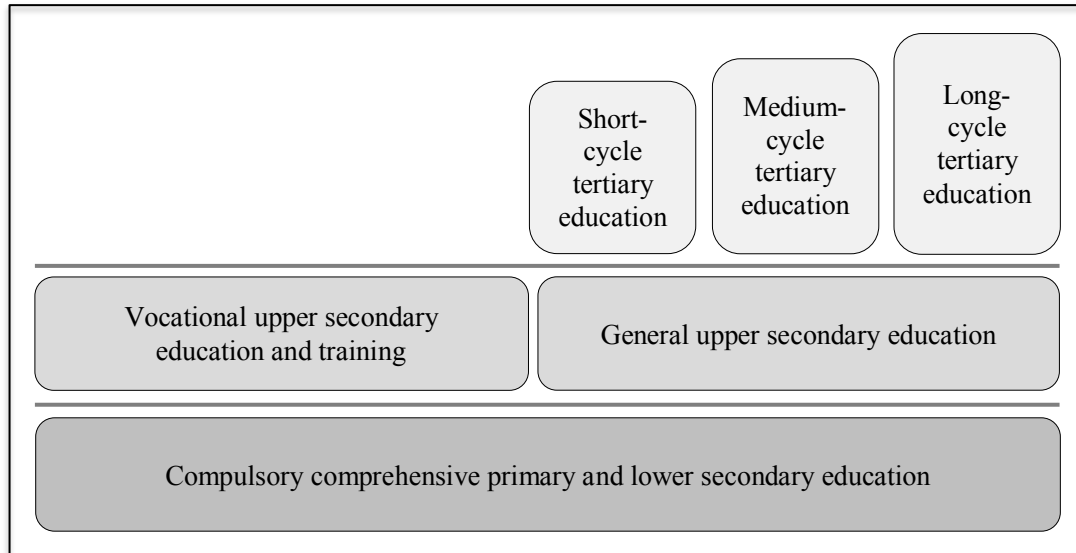 Short-
cycle
tertiary
education
Medium-
cycle
tertiary
education
Long-
cycle
tertiary
education
Vocational upper secondary
education and training
General upper secondary education
Compulsory comprehensive primary and lower secondary education